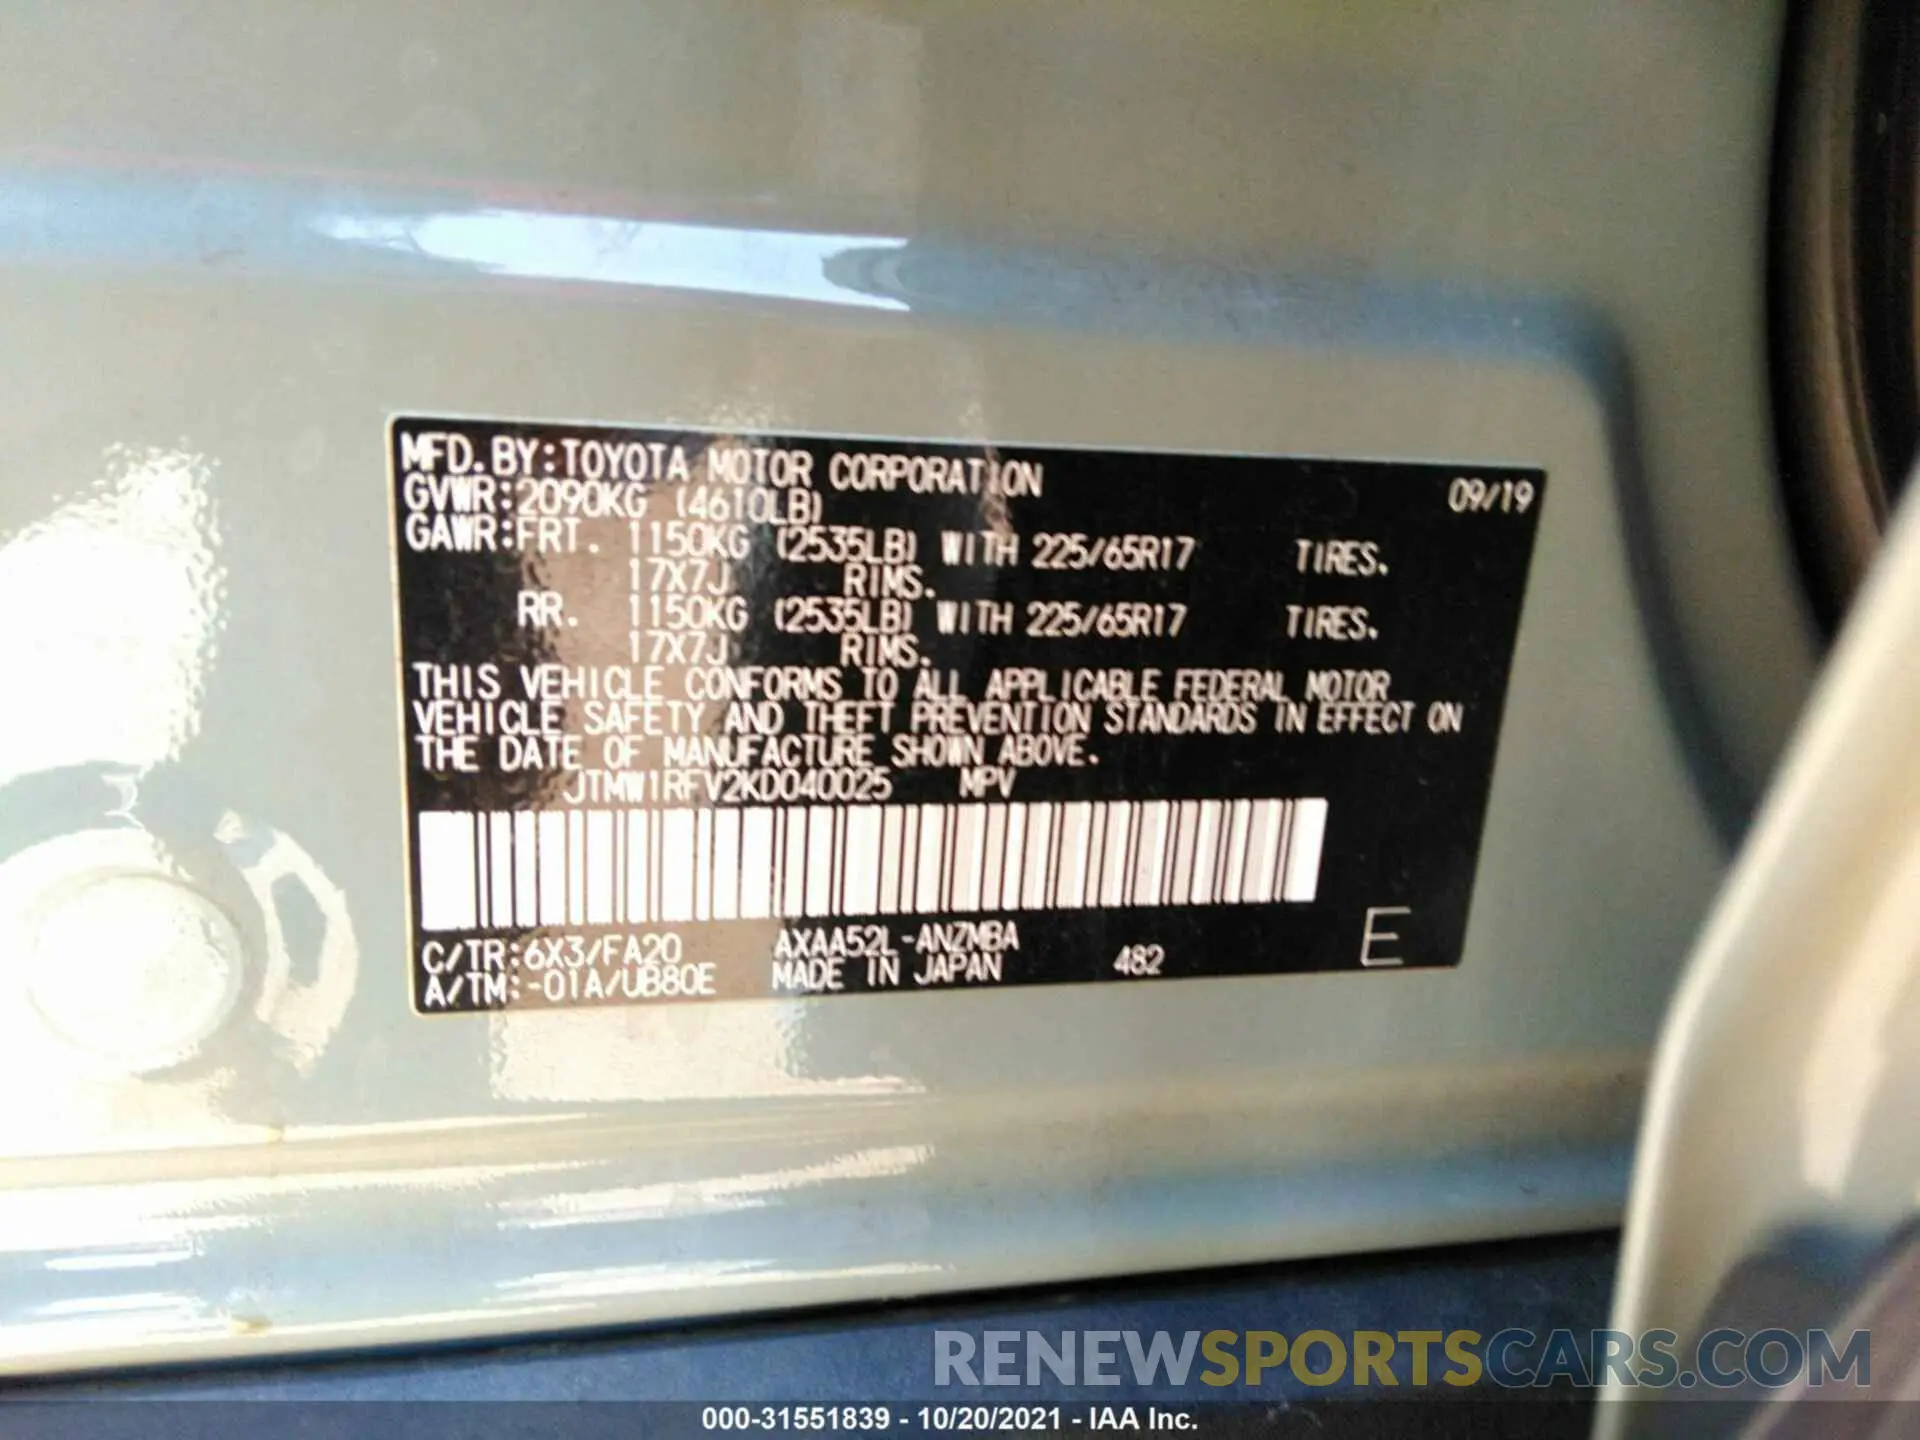 MFD.BY:TOYOTA MOTOR CORPORATION 09/19
GVWR:2090KG (4610LB)
GAWR:FRT. 1150KG (2535LB) WITH 225/65R17 TIRES.
17X7J RIMS.
RR. 1150KG (2535LB) WITH 225/65R17 TIRES.
17X7J RIMS.
THIS VEHICLE CONFORMS TO ALL APPLICABLE FEDERAL MOTOR
VEHICLE SAFETY AND THEFT PREVENTION STANDARDS IN EFFECT ON
THE DATE OF MANUFACTURE SHOWN ABOVE.
JTMW1RFV2KD040025 MPV
C/TR:6X3/FA20 AXAA52L-ANZMBA
A/TM:-01A/UB80E MADE IN JAPAN 482 E
RENEWSPORTSCARS.COM
000-31551839 - 10/20/2021 - IAA Inc.